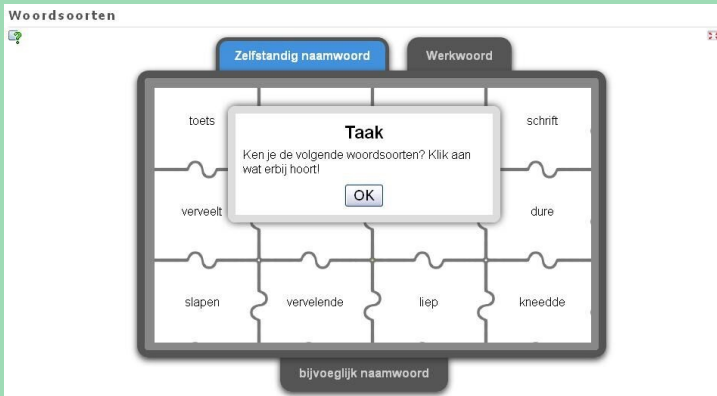 Woordsoorten
Zelfstandig naamwoord
Werkwoord
toets
schrift
Taak
Ken je de volgende woordsoorten? Klik aan
wat erbij hoort!
OK
verveelt
dure
slapen
vervelende
liep
kneedde
bijvoeglijk naamwoord